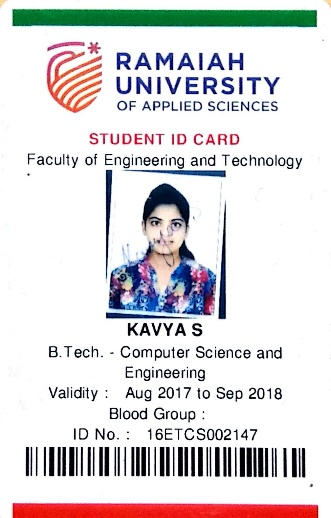 RAMAIAH
UNIVERSITY
OF APPLIED SCIENCES
STUDENT ID CARD
Faculty of Engineering and Technology
KAVYA S
B.Tech. - Computer Science and
Engineering
Validity : Aug 2017 to Sep 2018
Blood Group :
ID No. : 16ETCS002147